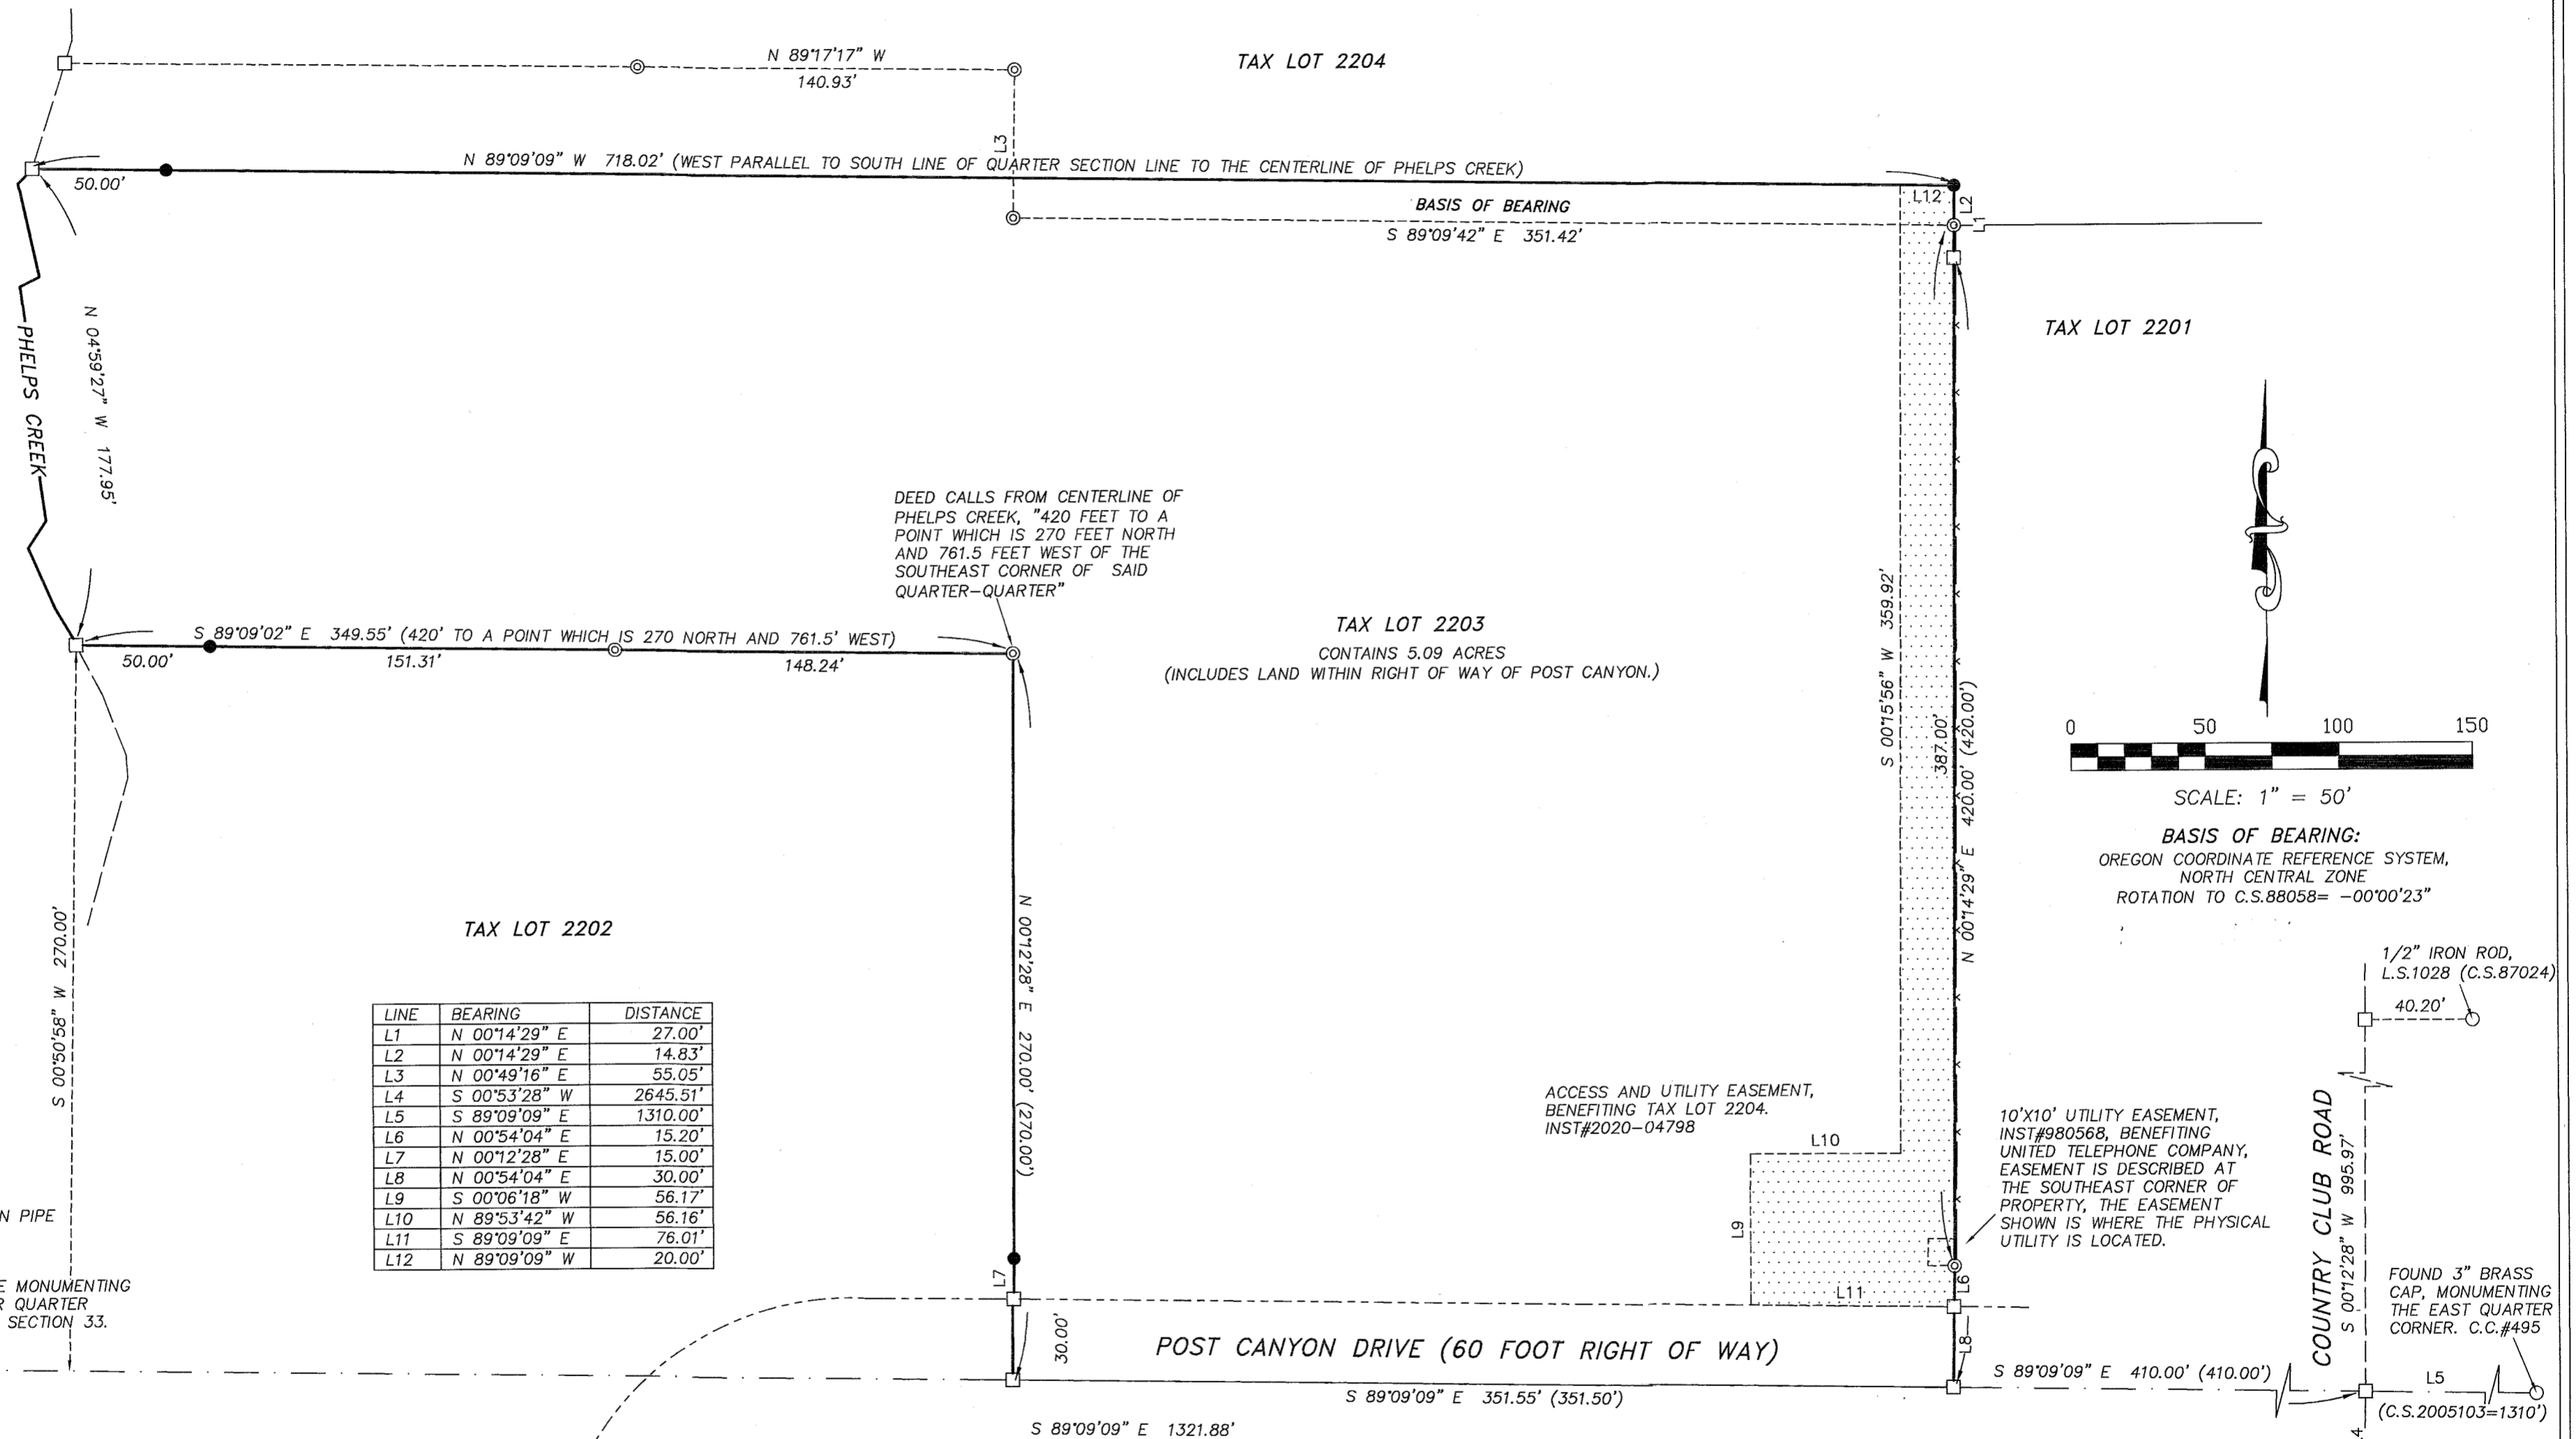 N 89°17'17" W
140.93'
TAX LOT 2204
L3
N 89°09'09" W 718.02' (WEST PARALLEL TO SOUTH LINE OF QUARTER SECTION LINE TO THE CENTERLINE OF PHELPS CREEK)
50.00'
L12
L2
L1
BASIS OF BEARING
S 89°09'42" E 351.42'
PHELPS CREEK
N 04°59'27" W 177.95'
TAX LOT 2201
DEED CALLS FROM CENTERLINE OF
PHELPS CREEK, "420 FEET TO A
POINT WHICH IS 270 FEET NORTH
AND 761.5 FEET WEST OF THE
SOUTHEAST CORNER OF SAID
QUARTER-QUARTER"
S 89°09'02" E 349.55' (420' TO A POINT WHICH IS 270 NORTH AND 761.5' WEST)
50.00'
151.31'
148.24'
TAX LOT 2203
CONTAINS 5.09 ACRES
(INCLUDES LAND WITHIN RIGHT OF WAY OF POST CANYON.)
S 00°15'56" W 359.92'
387.00'
N 00°14'29" E 420.00' (420.00')
0 50 100 150
SCALE: 1" = 50'
BASIS OF BEARING:
OREGON COORDINATE REFERENCE SYSTEM,
NORTH CENTRAL ZONE
ROTATION TO C.S.88058= -00°00'23"
TAX LOT 2202
S 00°50'58" W 270.00'
N 00°12'28" E 270.00' (270.00')
LINE BEARING DISTANCE
L1 N 00°14'29" E 27.00'
L2 N 00°14'29" E 14.83'
L3 N 00°49'16" E 55.05'
L4 S 00°53'28" W 2645.51'
L5 S 89°09'09" E 1310.00'
L6 N 00°54'04" E 15.20'
L7 N 00°12'28" E 15.00'
L8 N 00°54'04" E 30.00'
L9 S 00°06'18" W 56.17'
L10 N 89°53'42" W 56.16'
L11 S 89°09'09" E 76.01'
L12 N 89°09'09" W 20.00'
1/2" IRON ROD,
L.S.1028 (C.S.87024)
40.20'
ACCESS AND UTILITY EASEMENT,
BENEFITING TAX LOT 2204.
INST#2020-04798
L10
L9
L11
10'X10' UTILITY EASEMENT,
INST#980568, BENEFITING
UNITED TELEPHONE COMPANY,
EASEMENT IS DESCRIBED AT
THE SOUTHEAST CORNER OF
PROPERTY, THE EASEMENT
SHOWN IS WHERE THE PHYSICAL
UTILITY IS LOCATED.
COUNTRY CLUB ROAD
S 00°12'28" W 995.97'
FOUND 3" BRASS
CAP, MONUMENTING
THE EAST QUARTER
CORNER. C.C.#495
N PIPE
E MONUMENTING
R QUARTER
SECTION 33.
L7
L6
L8
30.00'
POST CANYON DRIVE (60 FOOT RIGHT OF WAY)
S 89°09'09" E 351.55' (351.50')
S 89°09'09" E 410.00' (410.00')
L5
(C.S.2005103=1310')
S 89°09'09" E 1321.88'